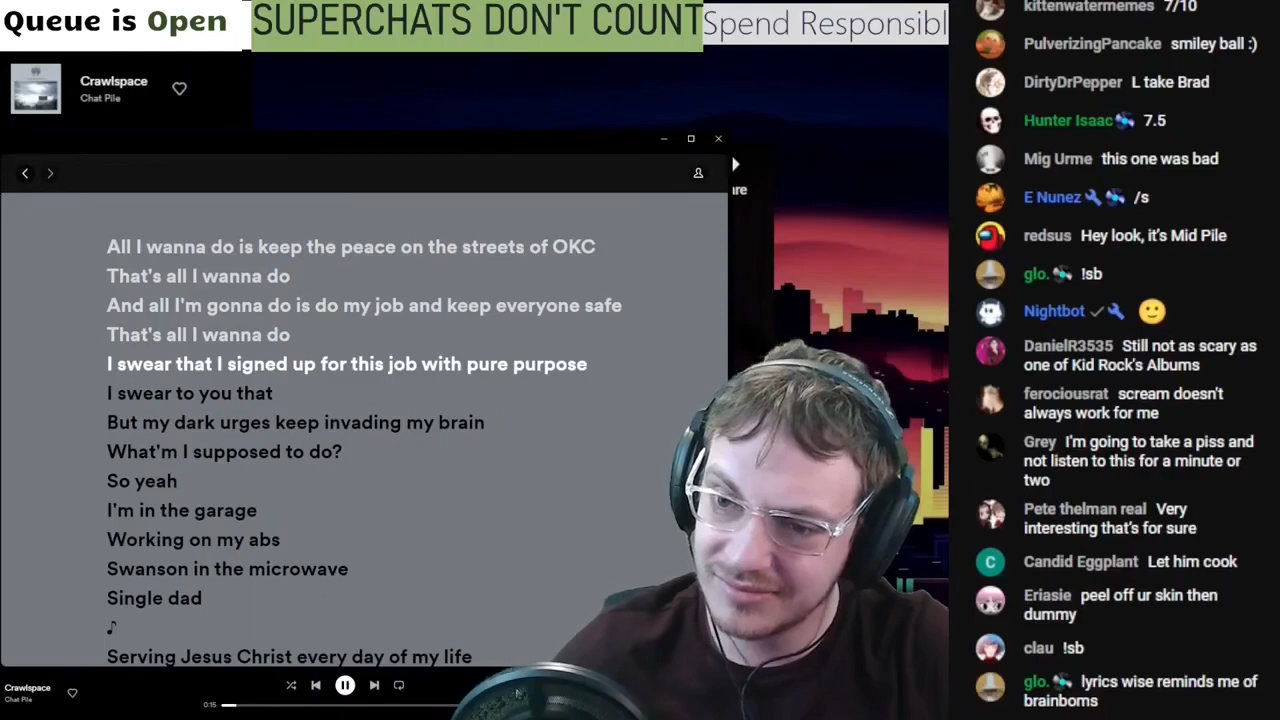 Queue is Open
SUPERCHATS DON'T COUNT
Spend Responsibl
Crawlspace
Chat Pile
are
All I wanna do is keep the peace on the streets of OKC
That's all I wanna do
And all I'm gonna do is do my job and keep everyone safe
That's all I wanna do
I swear that I signed up for this job with pure purpose
I swear to you that
But my dark urges keep invading my brain
What'm I supposed to do?
So yeah
I'm in the garage
Working on my abs
Swanson in the microwave
Single dad
♪
Serving Jesus Christ every day of my life
Crawlspace
Chat Pile
0:15
kittenwatermemes 7/10
PulverizingPancake smiley ball :)
DirtyDrPepper L take Brad
Hunter Isaac 7.5
Mig Urme this one was bad
E Nunez /s
redsus Hey look, it's Mid Pile
glo. !sb
Nightbot
DanielR3535 Still not as scary as
one of Kid Rock's Albums
ferociousrat scream doesn't
always work for me
Grey I'm going to take a piss and
not listen to this for a minute or
two
Pete thelman real Very
interesting that's for sure
C
Candid Eggplant Let him cook
Eriasie peel off ur skin then
dummy
clau !sb
glo. lyrics wise reminds me of
brainboms